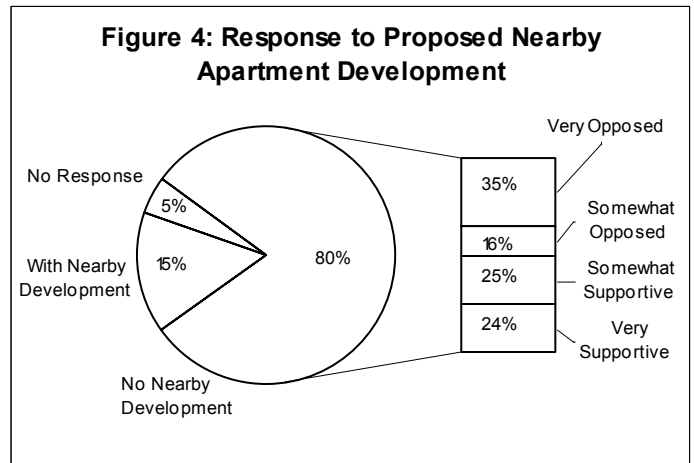 Figure 4: Response to Proposed Nearby
Apartment Development
No Response
5%
With Nearby
Development
15%
80%
No Nearby
Development
Very Opposed
35%
Somewhat
Opposed
16%
Somewhat
Supportive
25%
Very
Supportive
24%